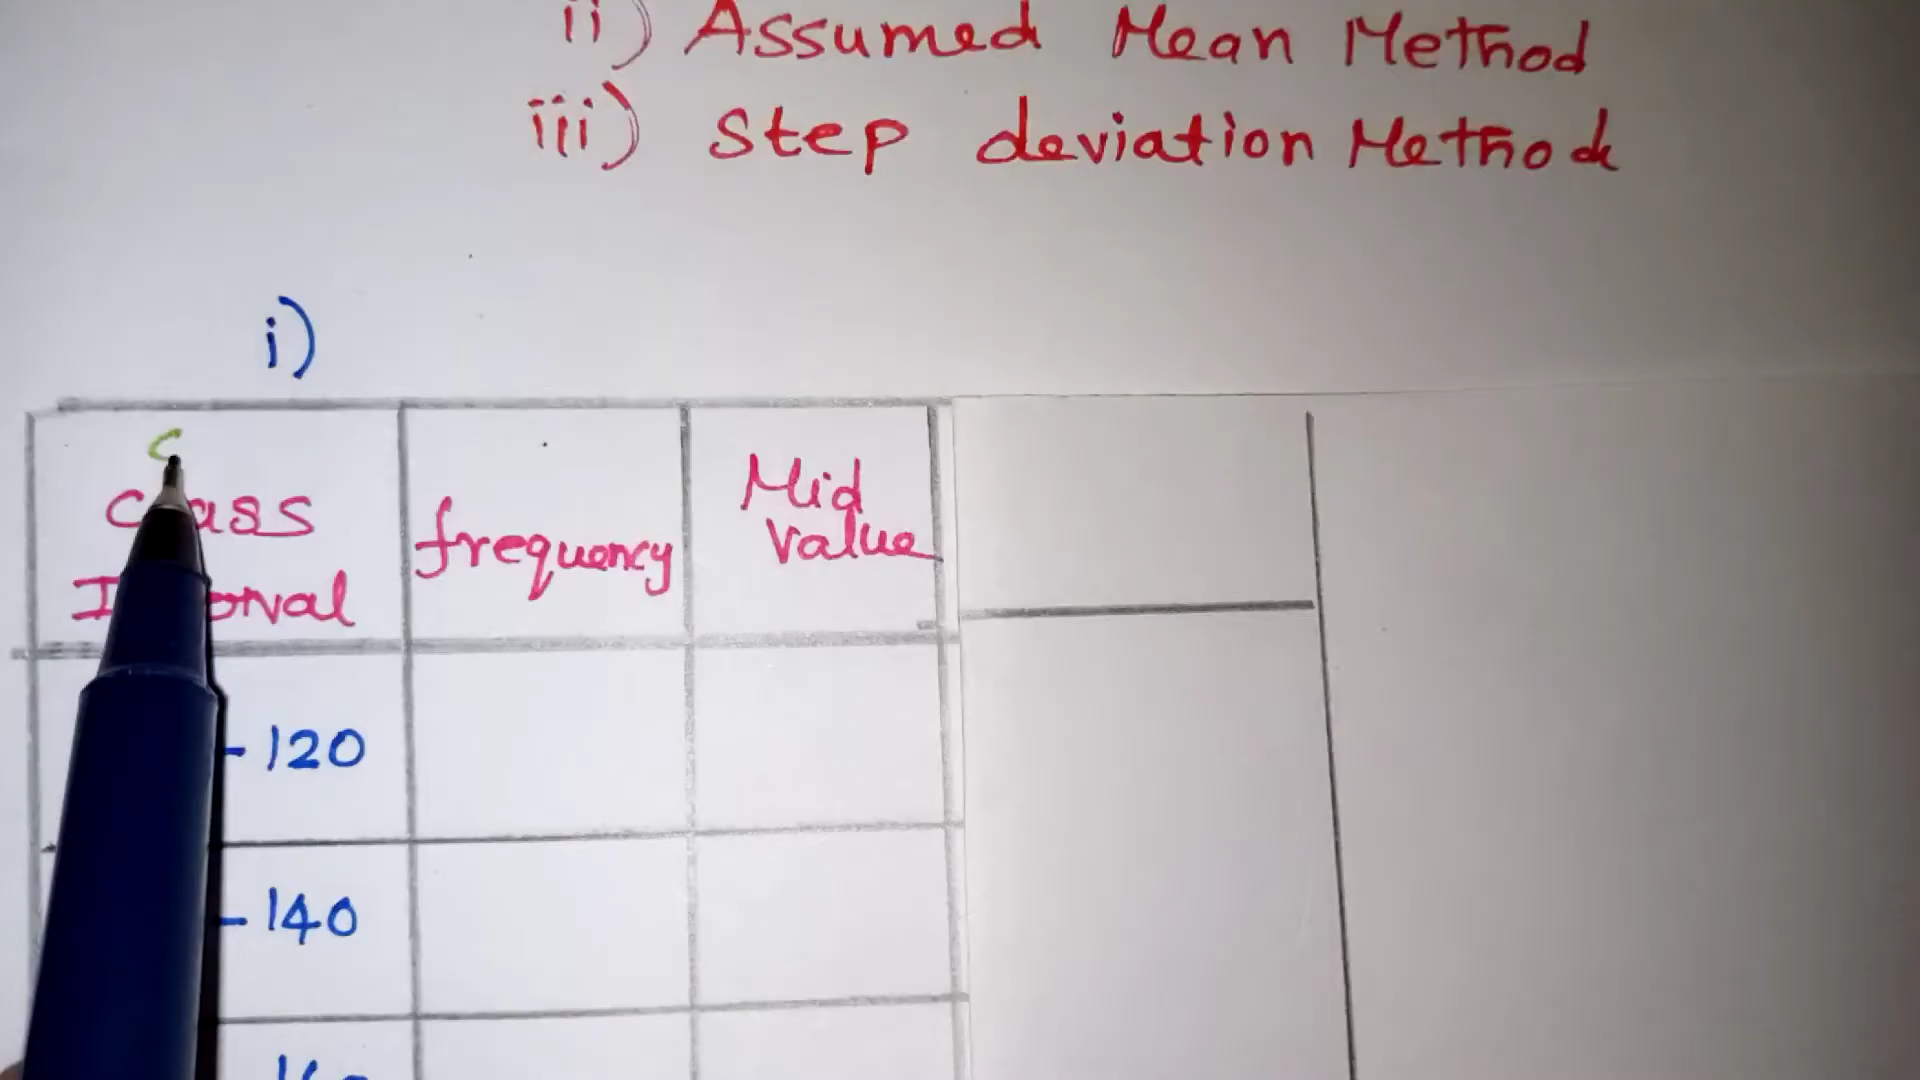 ii) Assumed Mean Method
iii) Step deviation Method
i)
C
frequency
Mid
Value
-120
-140